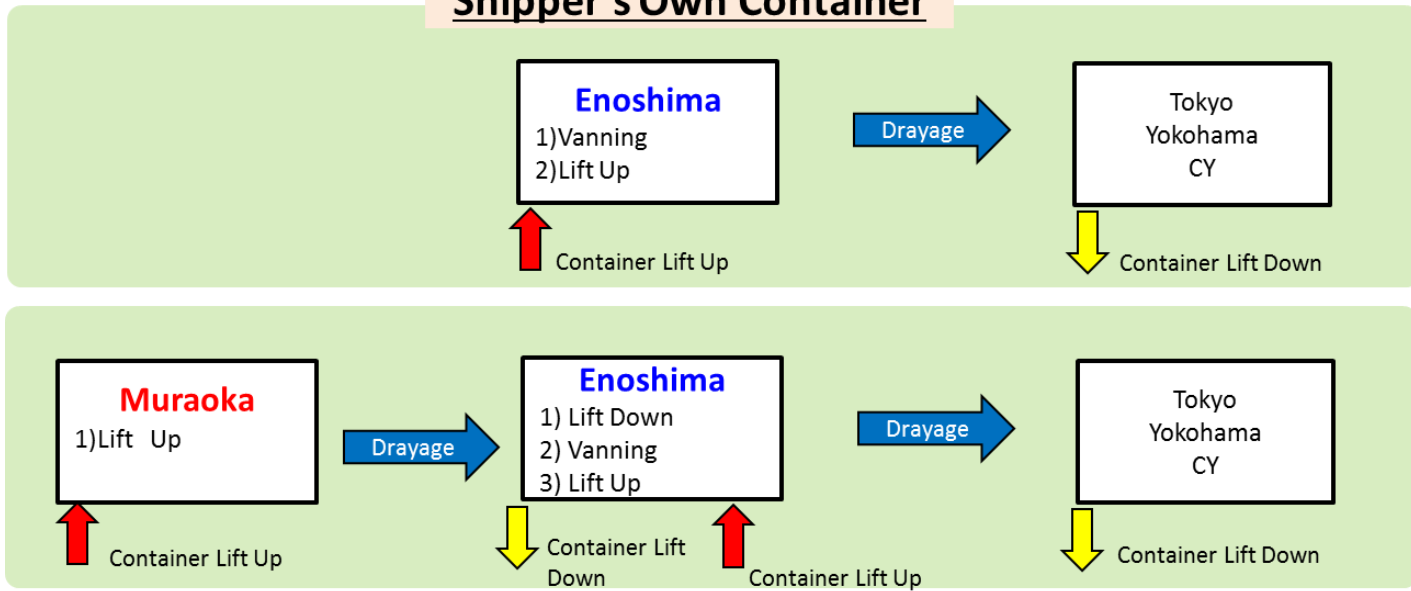 Shipper's Own Container
Enoshima
1)Vanning
2)Lift Up
Drayage
Tokyo
Yokohama
CY
Container Lift Up
Container Lift Down
Muraoka
1)Lift Up
Drayage
Enoshima
1) Lift Down
2) Vanning
3) Lift Up
Drayage
Tokyo
Yokohama
CY
Container Lift Up
Container Lift
Down
Container Lift Up
Container Lift Down